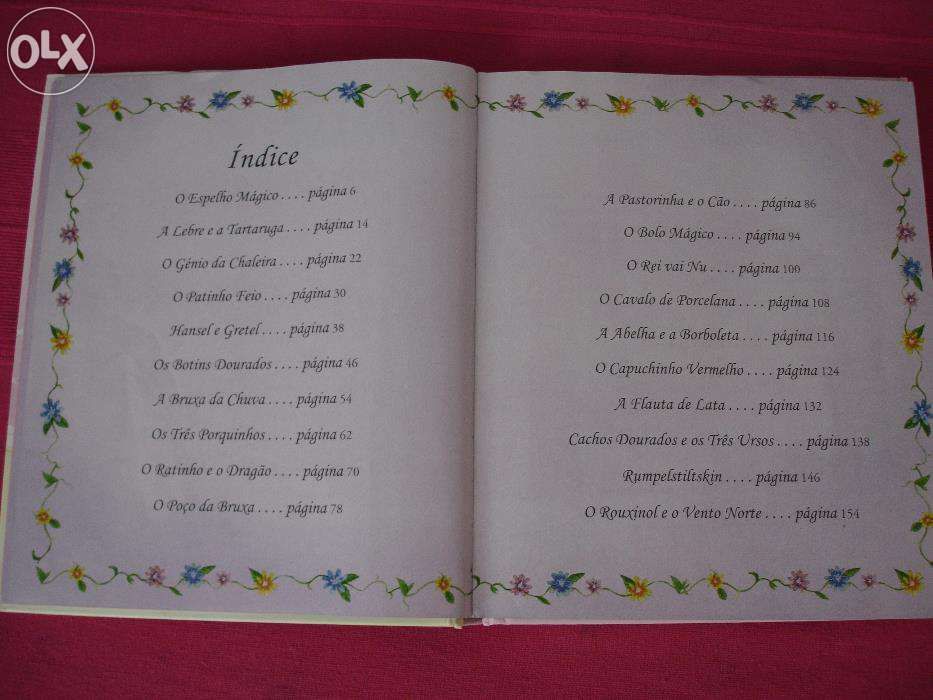 OLX
Índice
O Espelho Mágico . . . . página 6
A Lebre e a Tartaruga . . . . página 14
O Génio da Chaleira . . . . página 22
O Patinho Feio . . . . página 30
Hansel e Gretel . . . . página 38
Os Botins Dourados . . . . página 46
A Bruxa da Chuva . . . . página 54
Os Três Porquinhos . . . . página 62
O Ratinho e o Dragão . . . . página 70
O Poço da Bruxa . . . . página 78
A Pastorinha e o Cão . . . . página 86
O Bolo Mágico . . . . página 94
O Rei vai Nu . . . . página 100
O Cavalo de Porcelana . . . . página 108
A Abelha e a Borboleta . . . . página 116
O Capuchinho Vermelho . . . . página 124
A Flauta de Lata . . . . página 132
Cachos Dourados e os Três Ursos . . . . página 138
Rumpelstiltskin . . . . página 146
O Rouxinol e o Vento Norte . . . . página 154